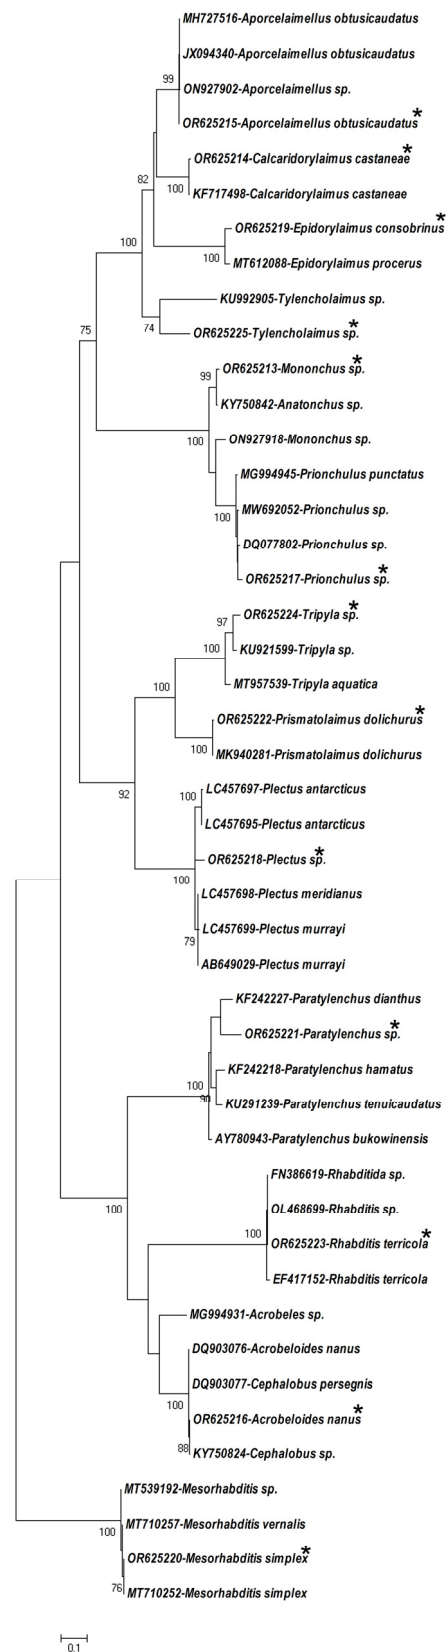 MH727516-Aporcelaimellus obtusicaudatus
JX094340-Aporcelaimellus obtusicaudatus
99
ON927902-Aporcelaimellus sp.
OR625215-Aporcelaimellus obtusicaudatus*
OR625214-Calcaridorylaimus castaneae*
82
100
KF717498-Calcaridorylaimus castaneae
OR625219-Epidorylaimus consobrinus*
100
100
MT612088-Epidorylaimus procerus
KU992905-Tylencholaimus sp.
75
74
OR625225-Tylencholaimus sp.*
OR625213-Mononchus sp.*
99
KY750842-Anatonchus sp.
100
ON927918-Mononchus sp.
MG994945-Prionchulus punctatus
MW692052-Prionchulus sp.
100
DQ077802-Prionchulus sp.
OR625217-Prionchulus sp.*
OR625224-Tripyla sp.*
97
100
KU921599-Tripyla sp.
MT957539-Tripyla aquatica
100
OR625222-Prismatolaimus dolichurus*
100
MK940281-Prismatolaimus dolichurus
LC457697-Plectus antarcticus
92
100
LC457695-Plectus antarcticus
OR625218-Plectus sp.*
100
LC457698-Plectus meridianus
LC457699-Plectus murrayi
79
AB649029-Plectus murrayi
KF242227-Paratylenchus dianthus
OR625221-Paratylenchus sp.*
KF242218-Paratylenchus hamatus
100
90
KU291239-Paratylenchus tenuicaudatus
AY780943-Paratylenchus bukowinensis
FN386619-Rhabditida sp.
100
OL468699-Rhabditis sp.
100
OR625223-Rhabditis terricola*
EF417152-Rhabditis terricola
MG994931-Acrobeles sp.
DQ903076-Acrobeloides nanus
DQ903077-Cephalobus persegnis
100
OR625216-Acrobeloides nanus*
88
KY750824-Cephalobus sp.
MT539192-Mesorhabditis sp.
MT710257-Mesorhabditis vernalis
100
OR625220-Mesorhabditis simplex*
76
MT710252-Mesorhabditis simplex
0.1